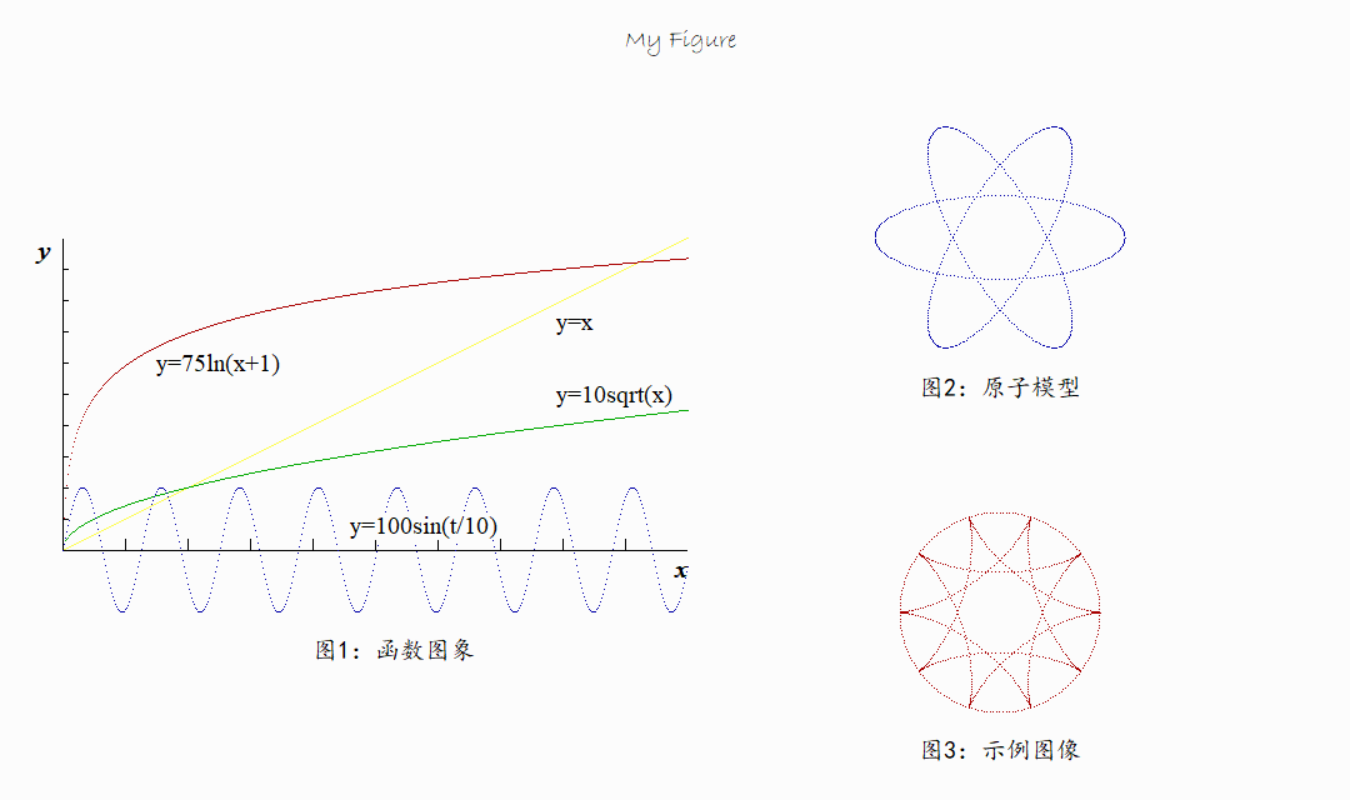 My Figure
y
y=x
y=75ln(x+1)
y=10sqrt(x)
y=100sin(t/10)
x
图1: 函数图象
图2: 原子模型
图3: 示例图像